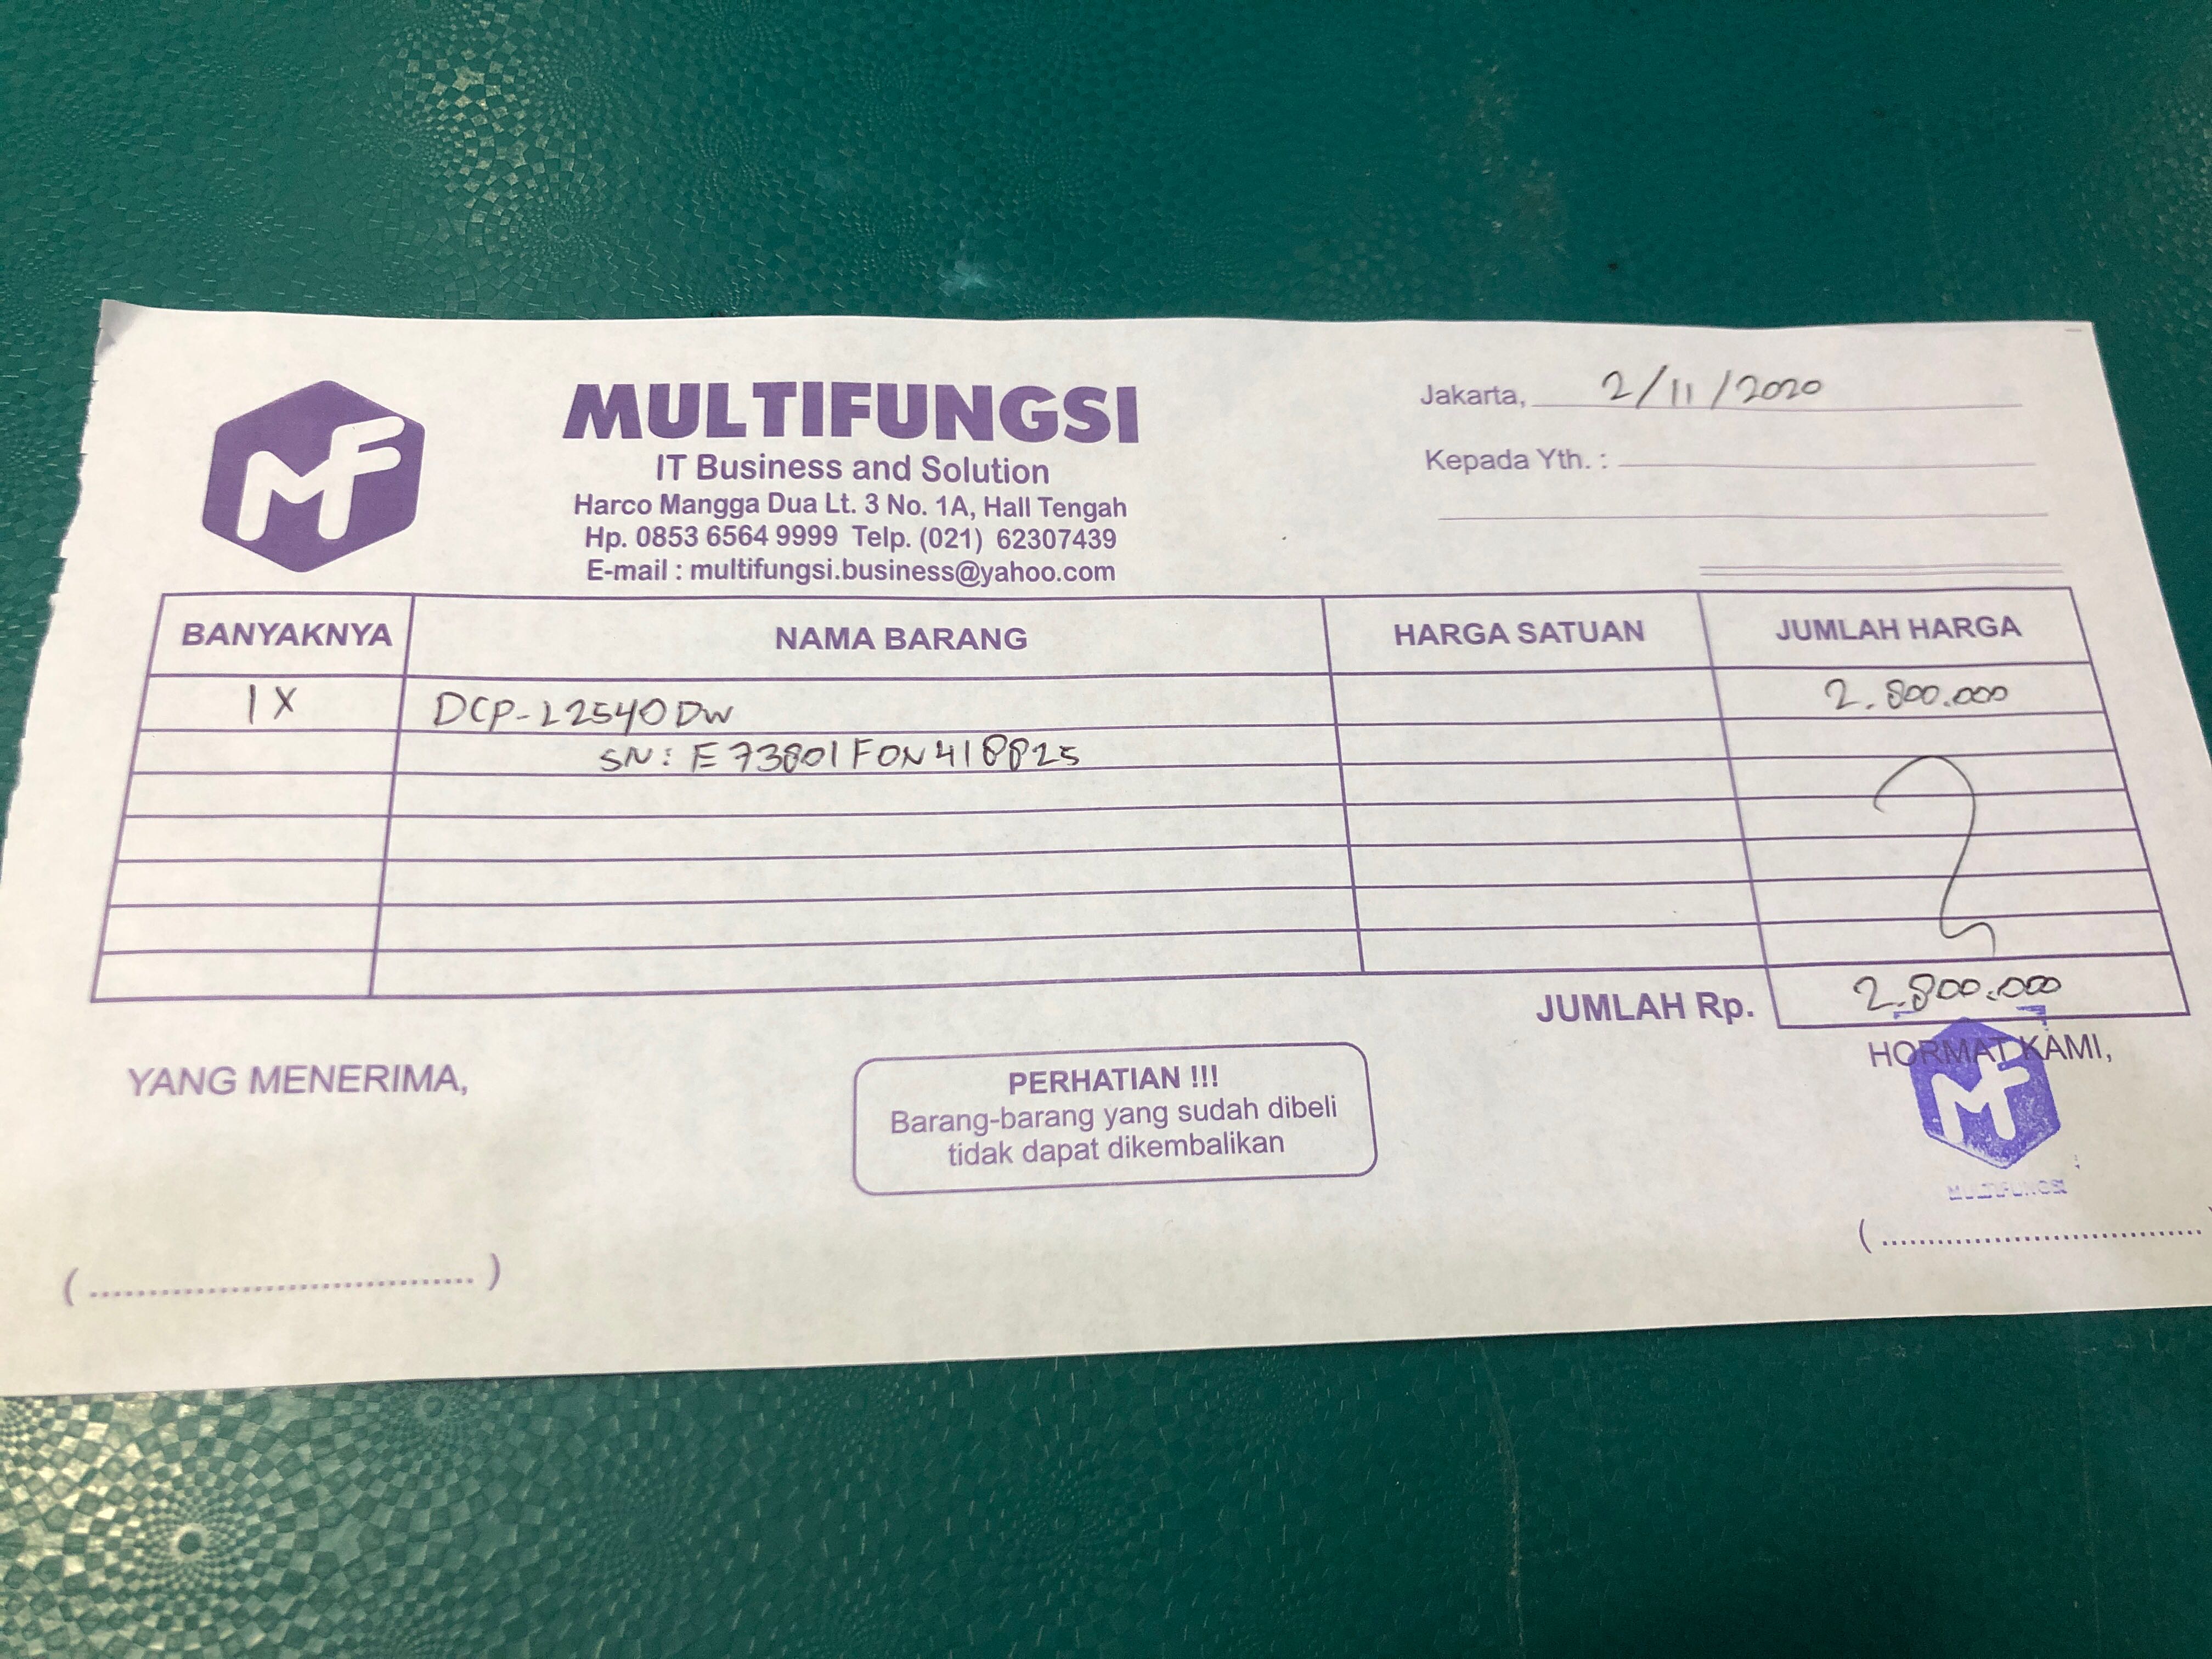 MF
MULTIFUNGSI
IT Business and Solution
Harco Mangga Dua Lt. 3 No. 1A, Hall Tengah
Hp. 0853 6564 9999 Telp. (021) 62307439
E-mail : multifungsi.business@yahoo.com
Jakarta, 2/11/2020
Kepada Yth. :
BANYAKNYA NAMA BARANG HARGA SATUAN JUMLAH HARGA
1X DCP-L2540DW 2.800.000
SN: E73801F0N418825
JUMLAH Rp. 2.800.000
YANG MENERIMA,
PERHATIAN !!!
Barang-barang yang sudah dibeli
tidak dapat dikembalikan
HORMAT KAMI,
MF
MULTIFUNGSI
(................................)
(................................